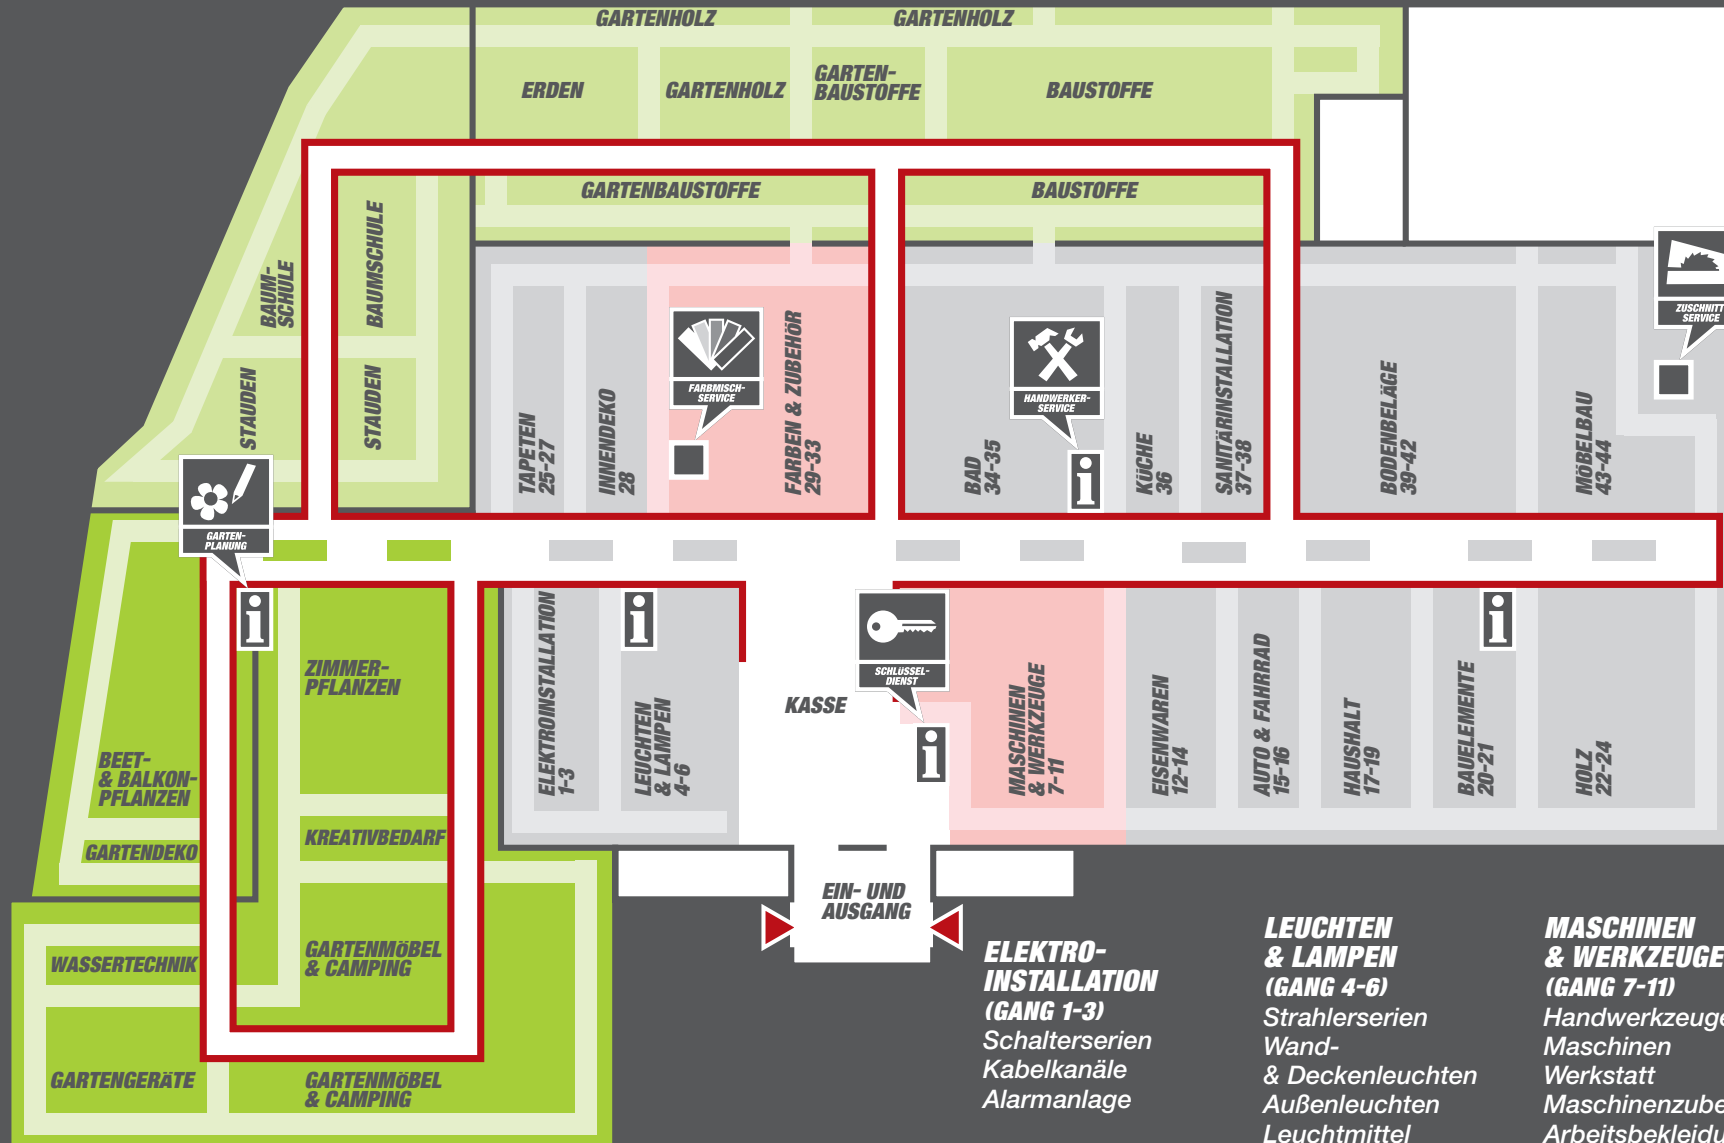 GARTENHOLZ
GARTENHOLZ
ERDEN
GARTENHOLZ
GARTEN-
BAUSTOFFE
BAUSTOFFE
GARTENBAUSTOFFE
BAUSTOFFE
BAUM-
SCHULE
BAUMSCHULE
STAUDEN
STAUDEN
TAPETEN
25-27
INNENDEKO
28
FARBMISCH-
SERVICE
FARBEN & ZUBEHÖR
29-33
BAD
34-35
HANDWERKER-
SERVICE
i
KÜCHE
36
SANITÄRINSTALLATION
37-38
BODENBELÄGE
39-42
MÖBELBAU
43-44
ZUSCHNITT
SERVICE
GARTEN-
PLANUNG
i
ZIMMER-
PFLANZEN
BEET-
& BALKON-
PFLANZEN
GARTENDEKO
KREATIVBEDARF
WASSERTECHNIK
GARTENMÖBEL
& CAMPING
GARTENGERÄTE
GARTENMÖBEL
& CAMPING
ELEKTROINSTALLATION
1-3
i
LEUCHTEN
& LAMPEN
4-6
KASSE
SCHLÜSSEL-
DIENST
i
MASCHINEN
& WERKZEUGE
7-11
EISENWAREN
12-14
AUTO & FAHRRAD
15-16
HAUSHALT
17-19
i
BAUELEMENTE
20-21
HOLZ
22-24
EIN- UND
AUSGANG
ELEKTRO-
INSTALLATION
(GANG 1-3)
Schalterserien
Kabelkanäle
Alarmanlage
LEUCHTEN
& LAMPEN
(GANG 4-6)
Strahlerserien
Wand-
& Deckenleuchten
Außenleuchten
Leuchtmittel
MASCHINEN
& WERKZEUGE
(GANG 7-11)
Handwerkzeuge
Maschinen
Werkstatt
Maschinenzube
Arbeitsbekleidu